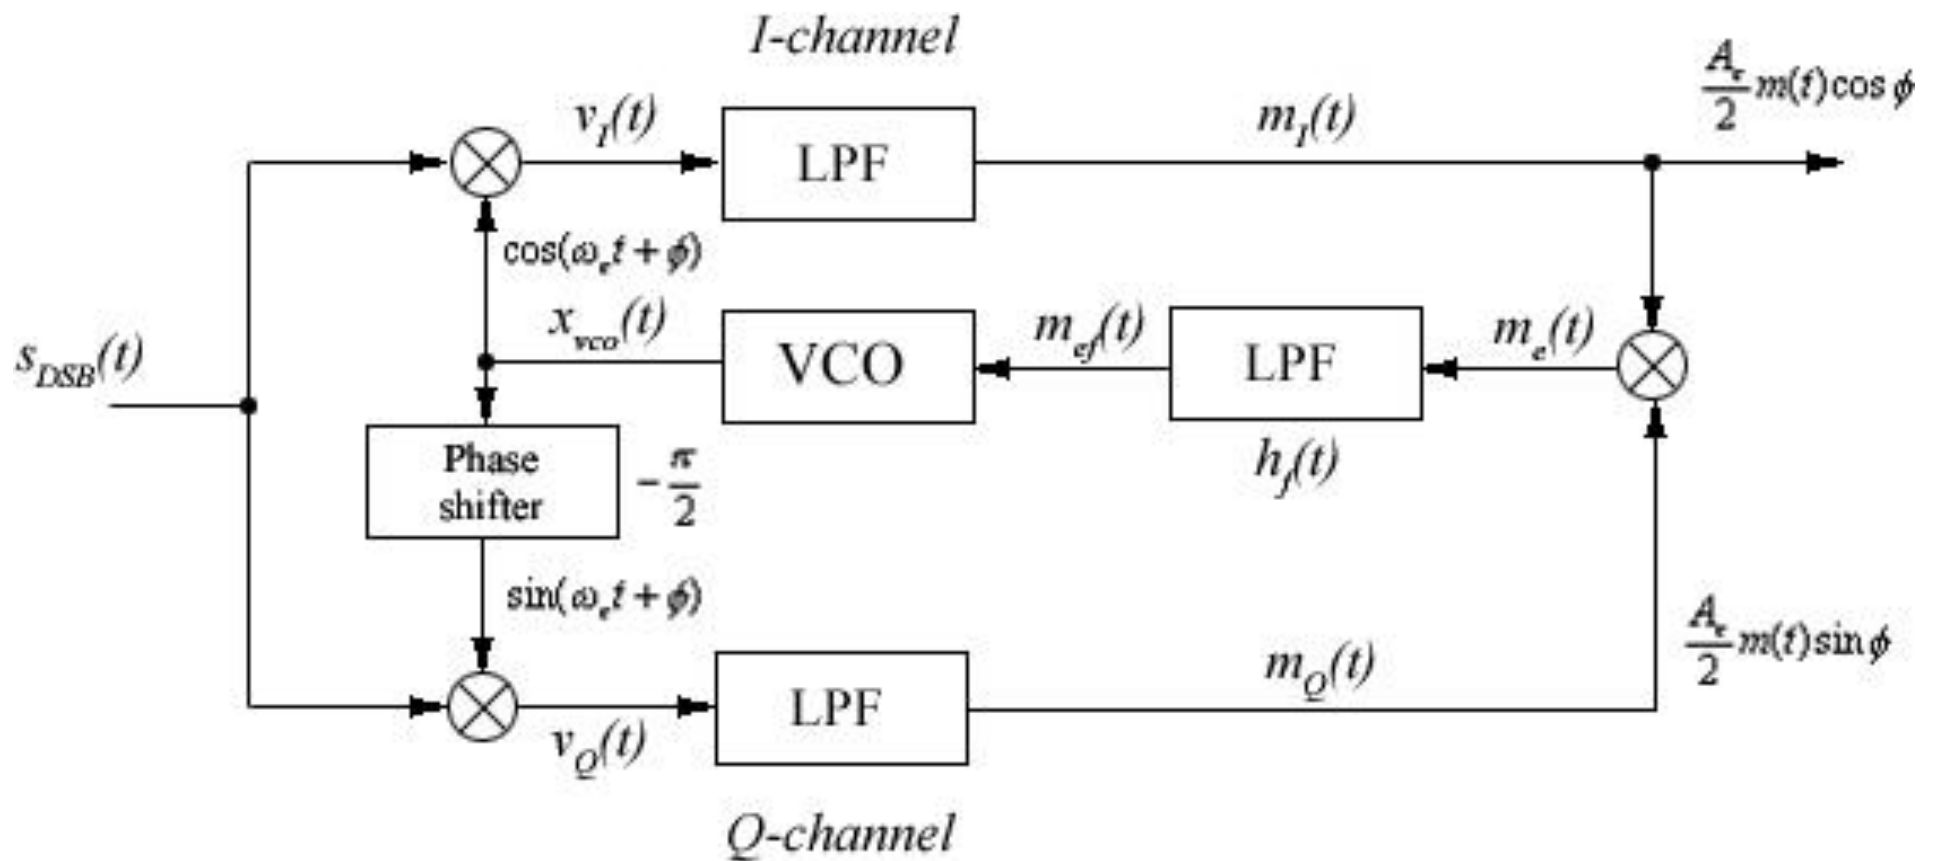 I-channel
v_I(t)
LPF
m_I(t)
A_c/2 m(t) cos ϕ
cos(ω_c t + ϕ)
s_DSB(t)
x_vco(t)
VCO
m_ef(t)
LPF
h_f(t)
m_e(t)
Phase
shifter
-π/2
sin(ω_c t + ϕ)
v_Q(t)
LPF
m_Q(t)
A_c/2 m(t) sin ϕ
Q-channel